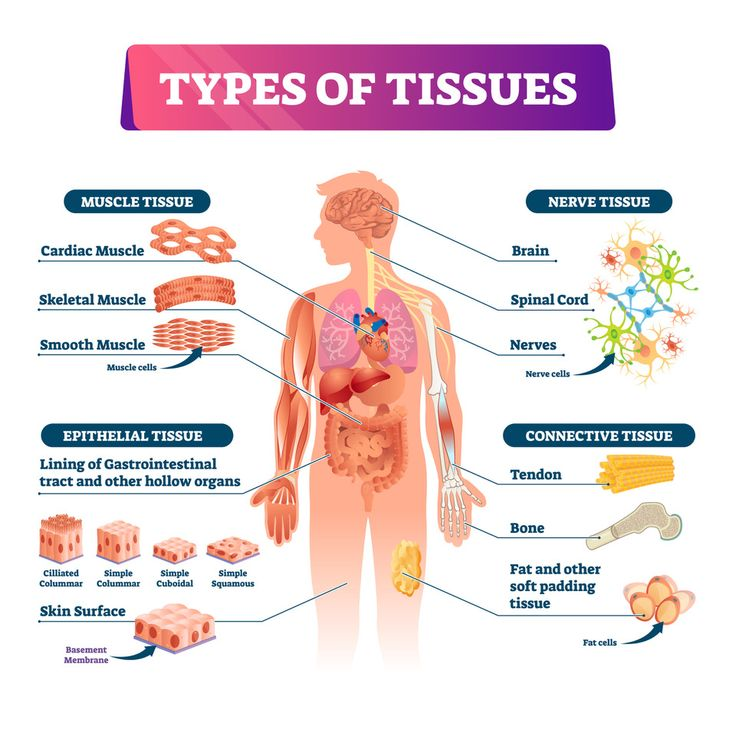 TYPES OF TISSUES
MUSCLE TISSUE
Cardiac Muscle
Skeletal Muscle
Smooth Muscle
Muscle cells
NERVE TISSUE
Brain
Spinal Cord
Nerves
Nerve cells
EPITHELIAL TISSUE
Lining of Gastrointestinal
tract and other hollow organs
Cilliated
Colummar
Simple
Colummar
Simple
Cuboidal
Simple
Squamous
Skin Surface
Basement
Membrane
CONNECTIVE TISSUE
Tendon
Bone
Fat and other
soft padding
tissue
Fat cells